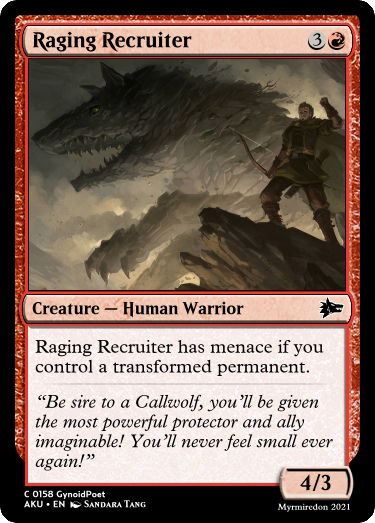 Raging Recruiter 3
Creature — Human Warrior
Raging Recruiter has menace if you
control a transformed permanent.
“Be sire to a Callwolf, you’ll be given
the most powerful protector and ally
imaginable! You’ll never feel small ever
again!”
4/3
C 0158 GynoidPoet
AKU • EN Sandara Tang
Myrmiredon 2021